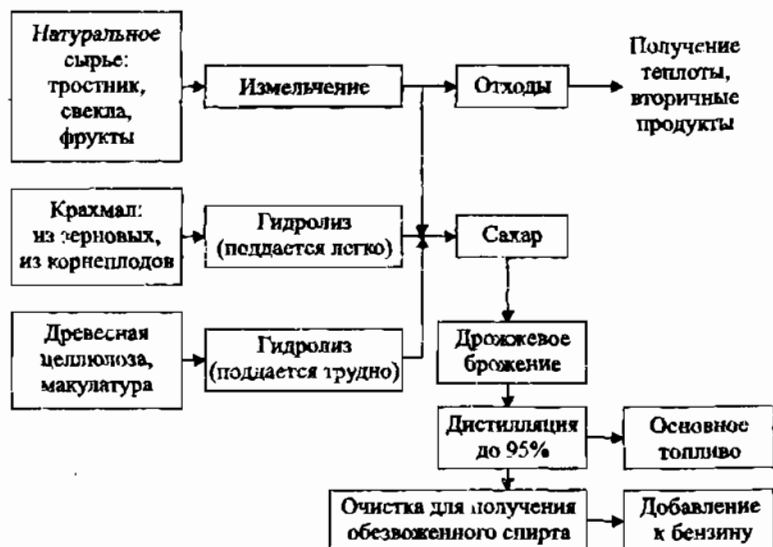 Натуральное
сырье:
тростник,
свекла,
фрукты
Измельчение
Отходы
Получение
теплоты,
вторичные
продукты
Крахмал:
из зерновых,
из корнеплодов
Гидролиз
(поддается легко)
Сахар
Древесная
целлюлоза,
макулатура
Гидролиз
(поддается трудно)
Дрожжевое
брожение
Дистилляция
до 95%
Основное
топливо
Очистка для получения
обезвоженного спирта
Добавление
к бензину